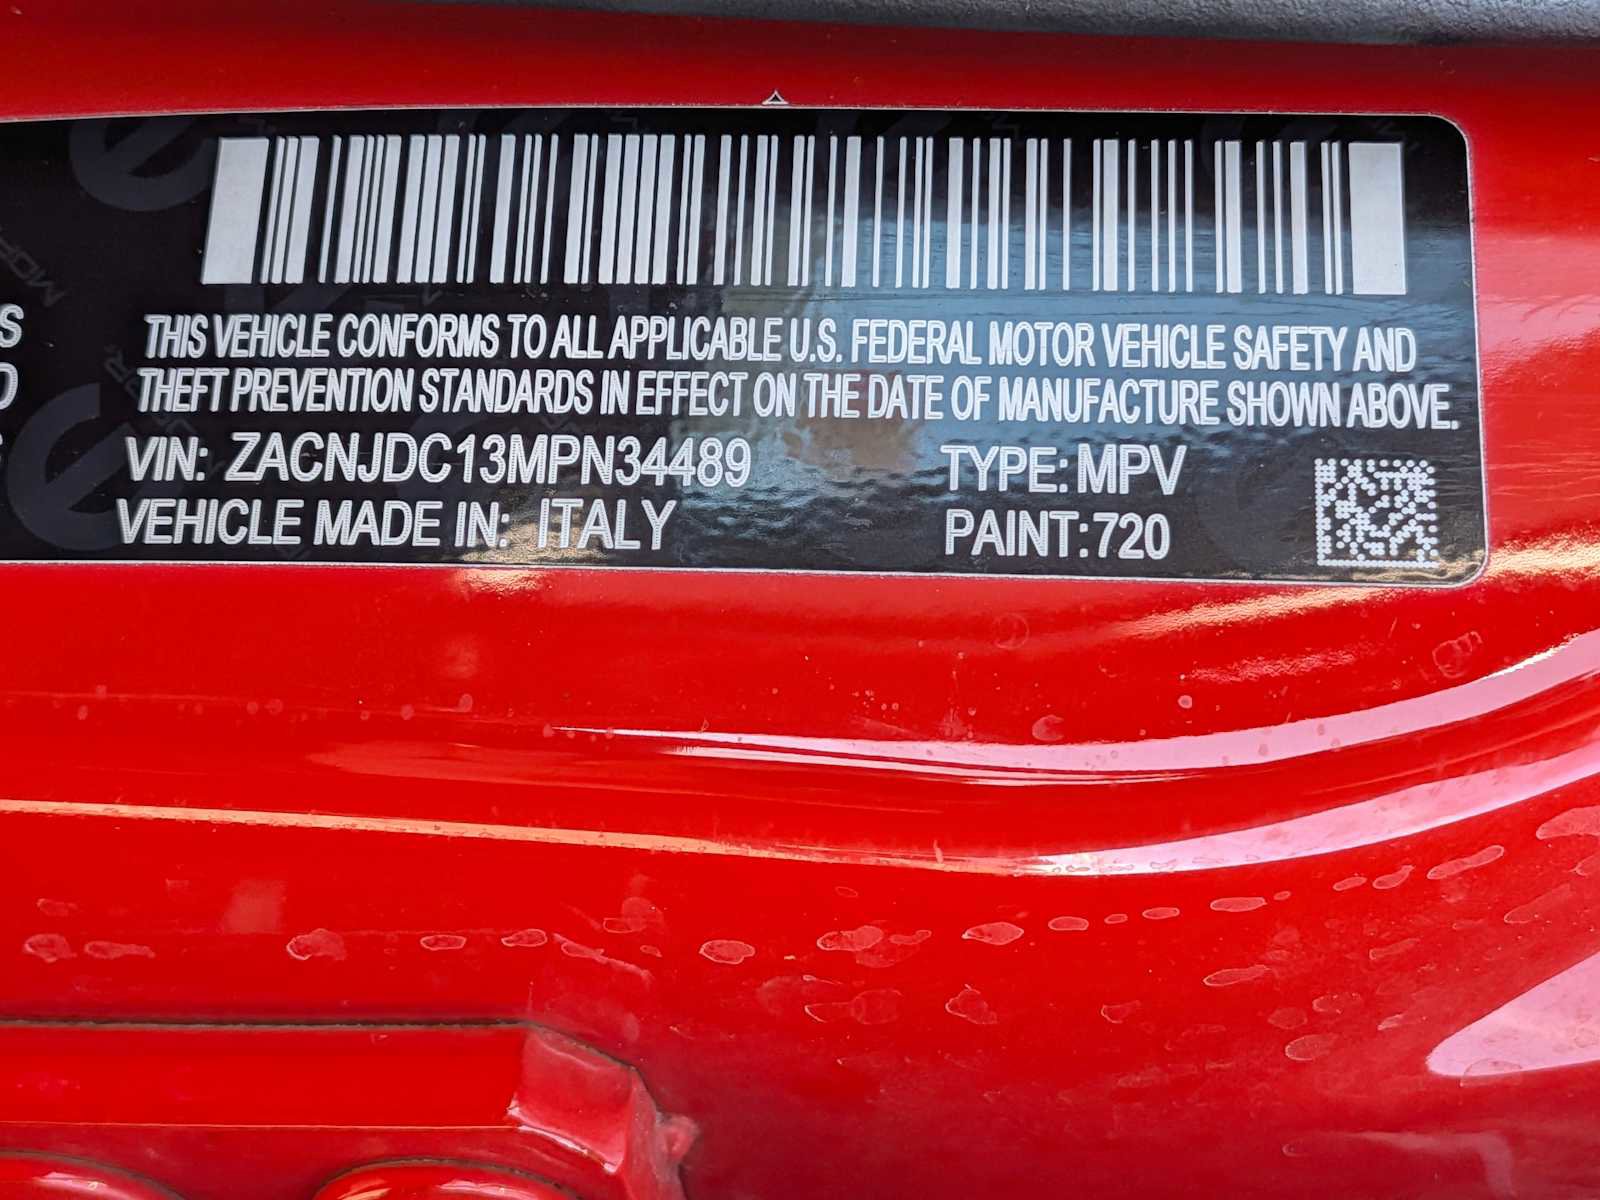 THIS VEHICLE CONFORMS TO ALL APPLICABLE U.S. FEDERAL MOTOR VEHICLE SAFETY AND
THEFT PREVENTION STANDARDS IN EFFECT ON THE DATE OF MANUFACTURE SHOWN ABOVE.
VIN: ZACNJDC13MPN34489 TYPE: MPV
VEHICLE MADE IN: ITALY PAINT: 720